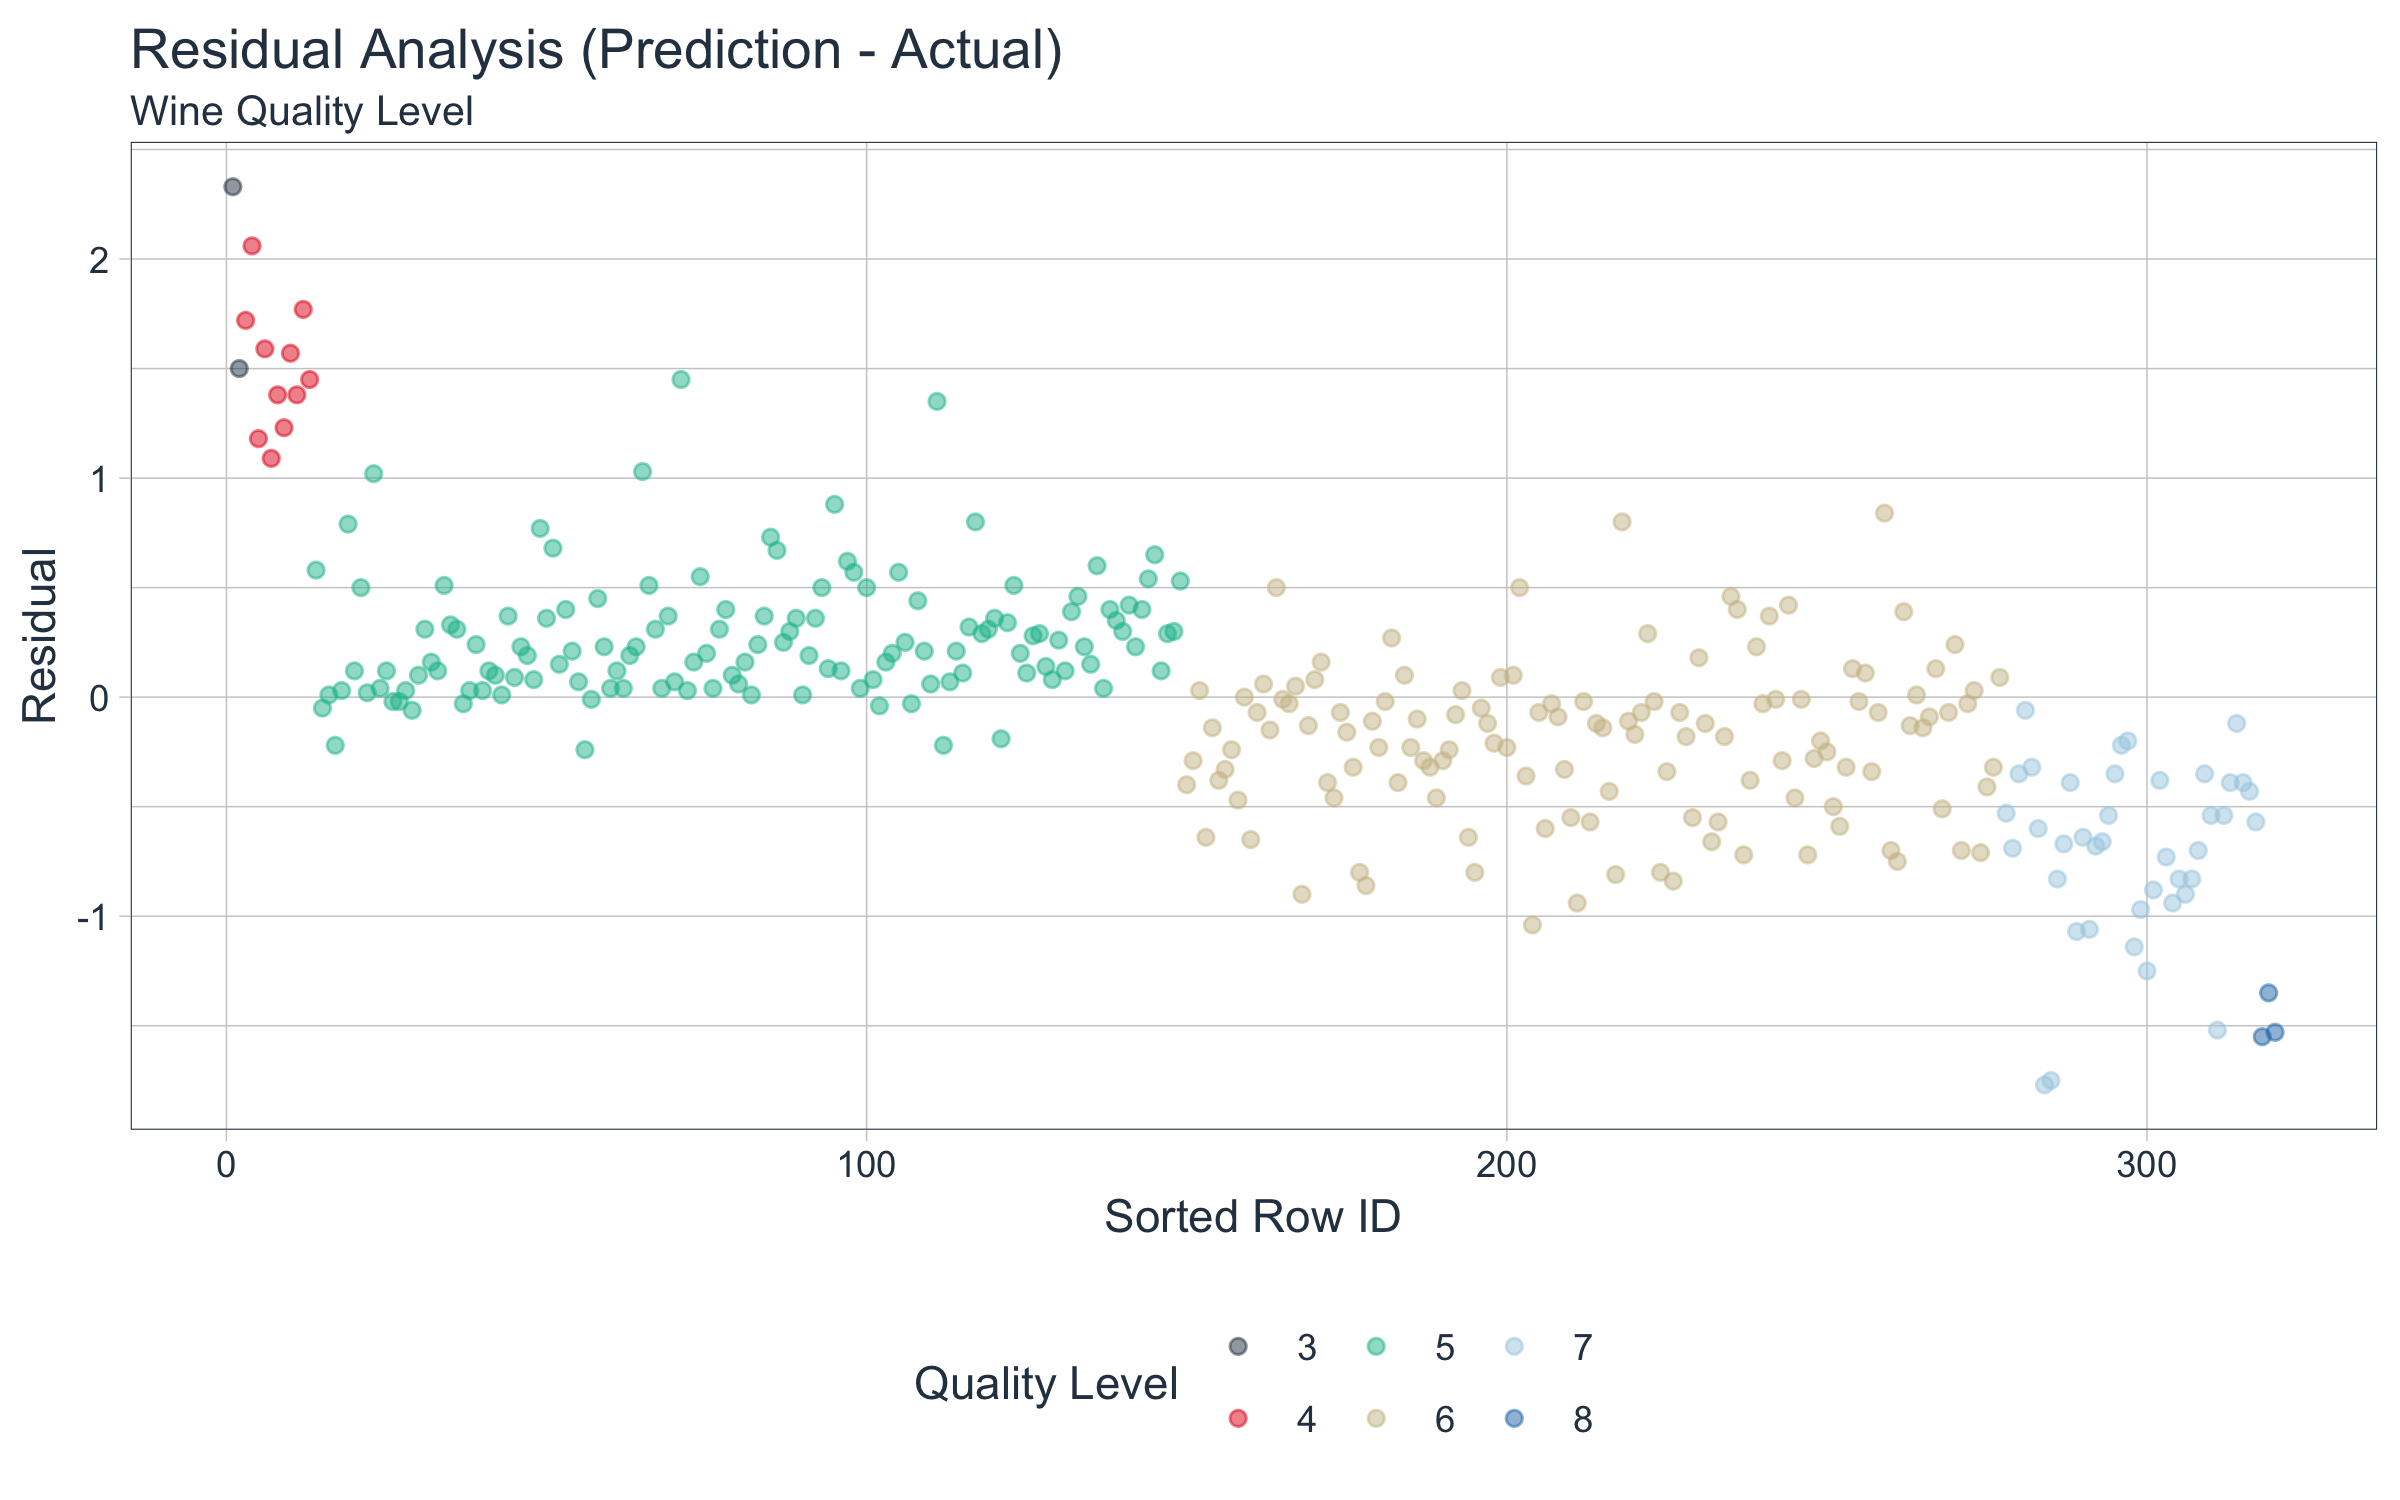 Residual Analysis (Prediction - Actual)
Wine Quality Level
2
1
0
-1
Residual
0 100 200 300
Sorted Row ID
Quality Level
3 5 7
4 6 8